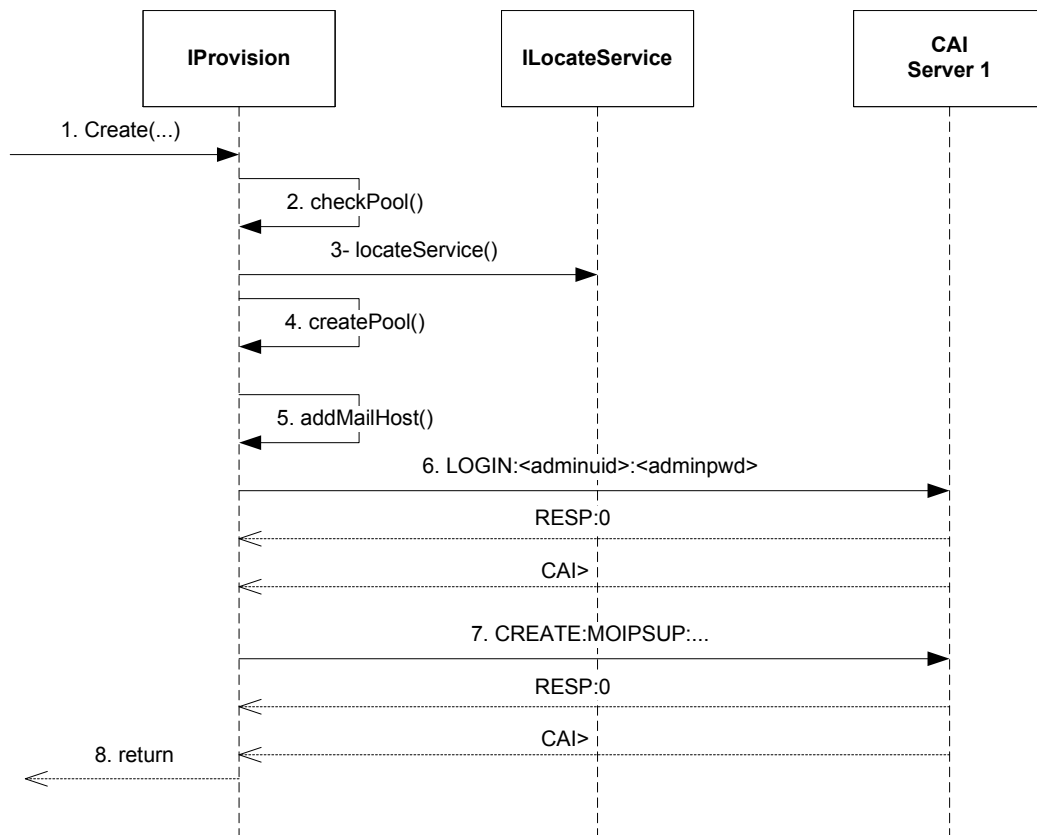 IProvision
ILocateService
CAI
Server 1
1. Create(...)
2. checkPool()
3- locateService()
4. createPool()
5. addMailHost()
6. LOGIN:<adminuid>:<adminpwd>
RESP:0
CAI>
7. CREATE:MOIPSUP:...
RESP:0
CAI>
8. return